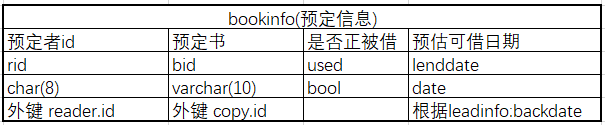 bookinfo(预定信息)
预定者id 预定书 是否正被借 预估可借日期
rid bid used lenddate
char(8) varchar(10) bool date
外键 reader.id 外键 copy.id 根据leadinfo:backdate